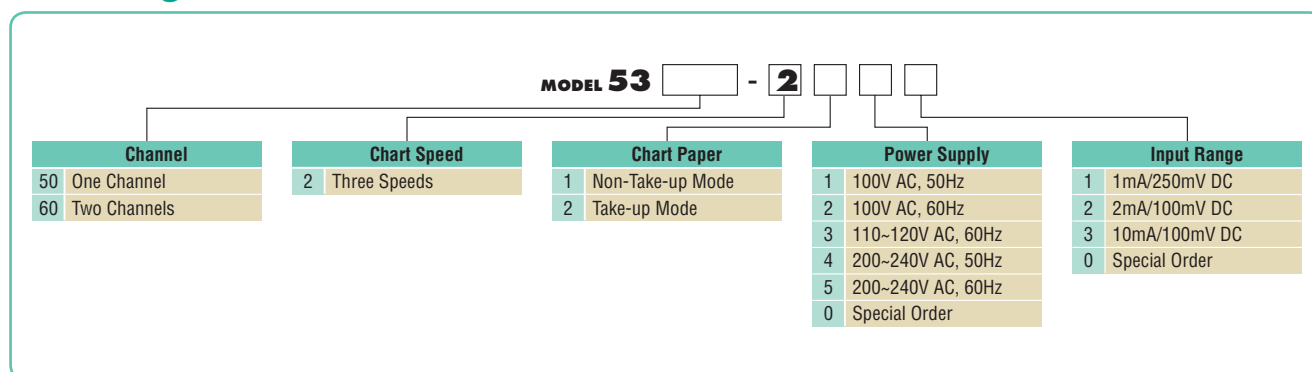 MODEL 53 - 2
Channel
50 One Channel
60 Two Channels
Chart Speed
2 Three Speeds
Chart Paper
1 Non-Take-up Mode
2 Take-up Mode
Power Supply
1 100V AC, 50Hz
2 100V AC, 60Hz
3 110~120V AC, 60Hz
4 200~240V AC, 50Hz
5 200~240V AC, 60Hz
0 Special Order
Input Range
1 1mA/250mV DC
2 2mA/100mV DC
3 10mA/100mV DC
0 Special Order